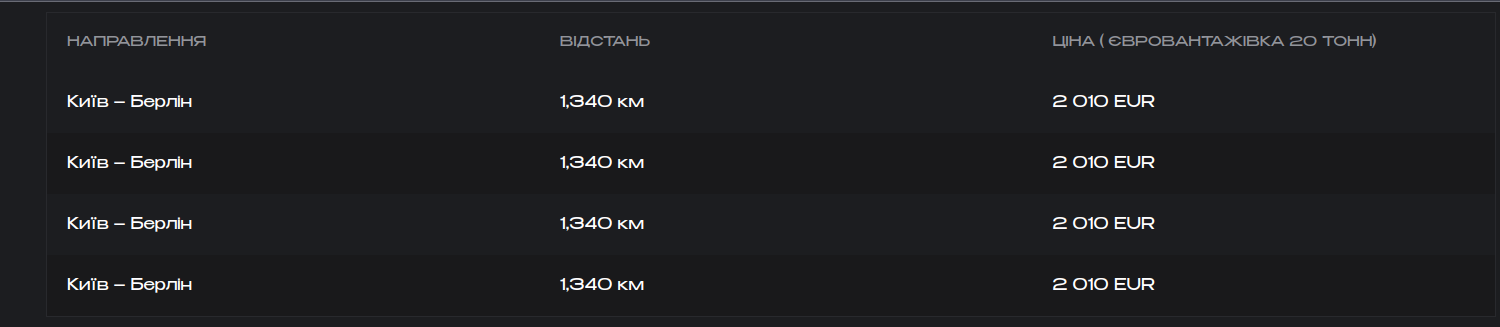 НАПРАВЛЕННЯ ВІДСТАНЬ ЦІНА ( ЄВРОВАНТАЖІВКА 20 ТОНН)
Київ – Берлін 1,340 км 2 010 EUR
Київ – Берлін 1,340 км 2 010 EUR
Київ – Берлін 1,340 км 2 010 EUR
Київ – Берлін 1,340 км 2 010 EUR